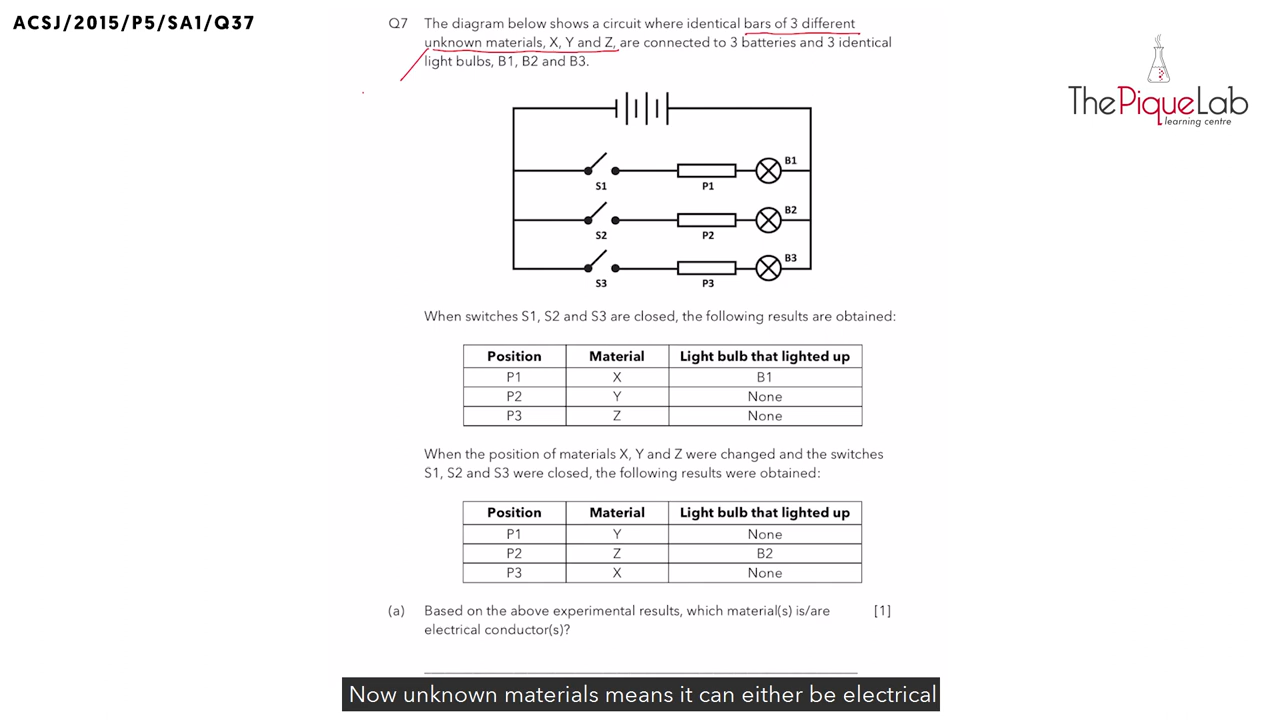 ACSJ/2015/P5/SA1/Q37
Q7 The diagram below shows a circuit where identical bars of 3 different
unknown materials, X, Y and Z, are connected to 3 batteries and 3 identical
light bulbs, B1, B2 and B3.
ThePiqueLab
learning centre
B1
S1 P1
B2
S2 P2
B3
S3 P3
When switches S1, S2 and S3 are closed, the following results are obtained:
Position Material Light bulb that lighted up
P1 X B1
P2 Y None
P3 Z None
When the position of materials X, Y and Z were changed and the switches
S1, S2 and S3 were closed, the following results were obtained:
Position Material Light bulb that lighted up
P1 Y None
P2 Z B2
P3 X None
(a) Based on the above experimental results, which material(s) is/are [1]
electrical conductor(s)?
Now unknown materials means it can either be electrical